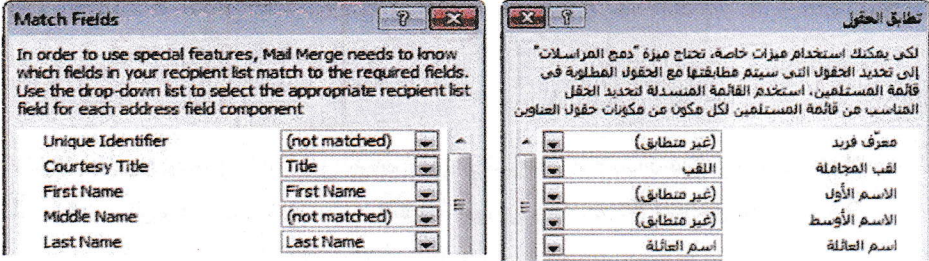 Match Fields
In order to use special features, Mail Merge needs to know
which fields in your recipient list match to the required fields.
Use the drop-down list to select the appropriate recipient list
field for each address field component
Unique Identifier (not matched)
Courtesy Title Title
First Name First Name
Middle Name (not matched)
Last Name Last Name
تطابق الحقول
لكي يمكنك استخدام ميزات خاصة، تحتاج ميزة "دمج المراسلات"
إلى تحديد الحقول التي سيتم مطابقتها مع الحقول المطلوبة في
قائمة المستلمين. استخدم القائمة المنسدلة لتحديد الحقل
المناسب من قائمة المستلمين لكل مكون من مكونات حقول العناوين
معرّف فريد (غير متطابق)
لقب المجاملة اللقب
الاسم الأول (غير متطابق)
الاسم الأوسط (غير متطابق)
اسم العائلة اسم العائلة